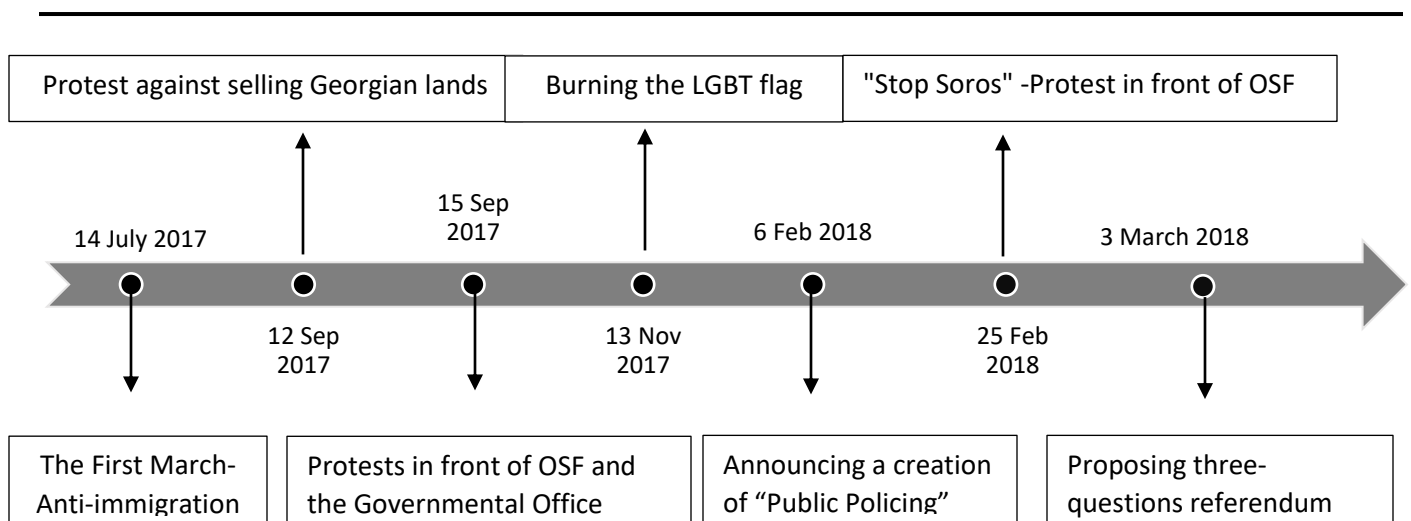 Protest against selling Georgian lands
Burning the LGBT flag
"Stop Soros" -Protest in front of OSF
14 July 2017
15 Sep
2017
6 Feb 2018
3 March 2018
12 Sep
2017
13 Nov
2017
25 Feb
2018
The First March-
Anti-immigration
Protests in front of OSF and
the Governmental Office
Announcing a creation
of “Public Policing”
Proposing three-
questions referendum